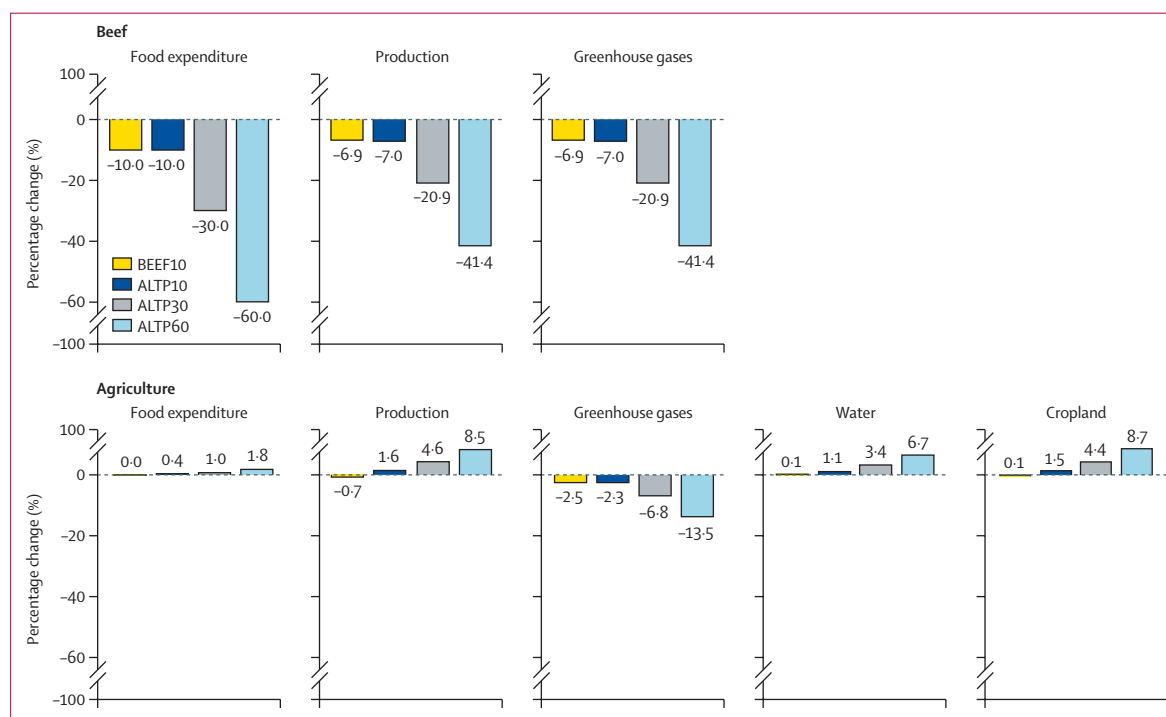 Beef
Food expenditure
Production
Greenhouse gases
Percentage change (%)
100
0
–20
–40
–60
–100
–10·0
–10·0
–30·0
–60·0
BEEF10
ALTP10
ALTP30
ALTP60
–6·9
–7·0
–20·9
–41·4
–6·9
–7·0
–20·9
–41·4
Agriculture
Food expenditure
Production
Greenhouse gases
Water
Cropland
Percentage change (%)
100
0
–20
–40
–60
–100
0·0
0·4
1·0
1·8
–0·7
1·6
4·6
8·5
–2·5
–2·3
–6·8
–13·5
0·1
1·1
3·4
6·7
0·1
1·5
4·4
8·7